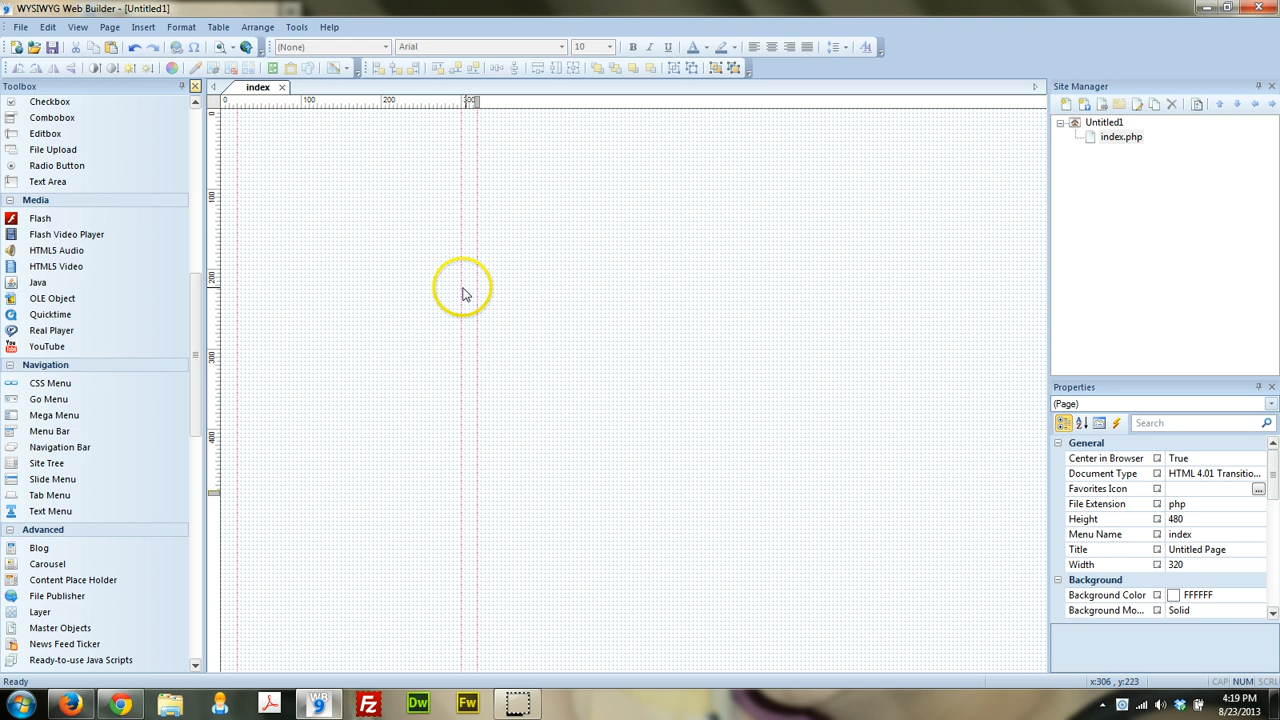 WYSIWYG Web Builder - [Untitled1]
File Edit View Page Insert Format Table Arrange Tools Help
(None) Arial 10 B I U A
Toolbox
index
Site Manager
0 100 200 300
0
100
200
300
400
Checkbox
Combobox
Editbox
File Upload
Radio Button
Text Area
Media
Flash
Flash Video Player
HTML5 Audio
HTML5 Video
Java
OLE Object
Quicktime
Real Player
YouTube
Navigation
CSS Menu
Go Menu
Mega Menu
Menu Bar
Navigation Bar
Site Tree
Slide Menu
Tab Menu
Text Menu
Advanced
Blog
Carousel
Content Place Holder
File Publisher
Layer
Master Objects
News Feed Ticker
Ready-to-use Java Scripts
Untitled1
index.php
Properties
(Page)
Search
General
Center in Browser True
Document Type HTML 4.01 Transitio...
Favorites Icon ...
File Extension php
Height 480
Menu Name index
Title Untitled Page
Width 320
Background
Background Color FFFFFF
Background Mo... Solid
Ready
x:306 , y:223 CAP NUM SCRL
WB 9 Fz Dw Fw
4:19 PM
8/23/2013